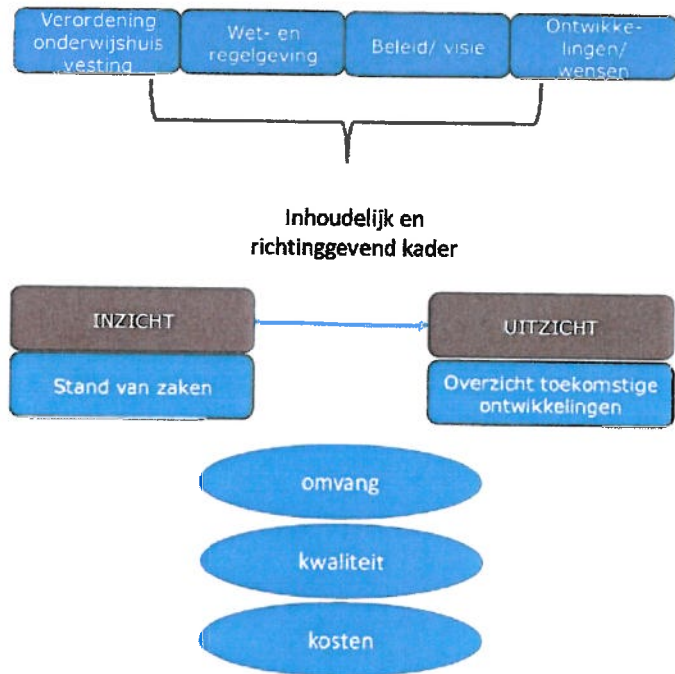 Verordening
onderwijshuis
vesting
Wet- en
regelgeving
Beleid/ visie
Ontwikke-
lingen/
wensen
Inhoudelijk en
richtinggevend kader
INZICHT
UITZICHT
Stand van zaken
Overzicht toekomstige
ontwikkelingen
omvang
kwaliteit
kosten